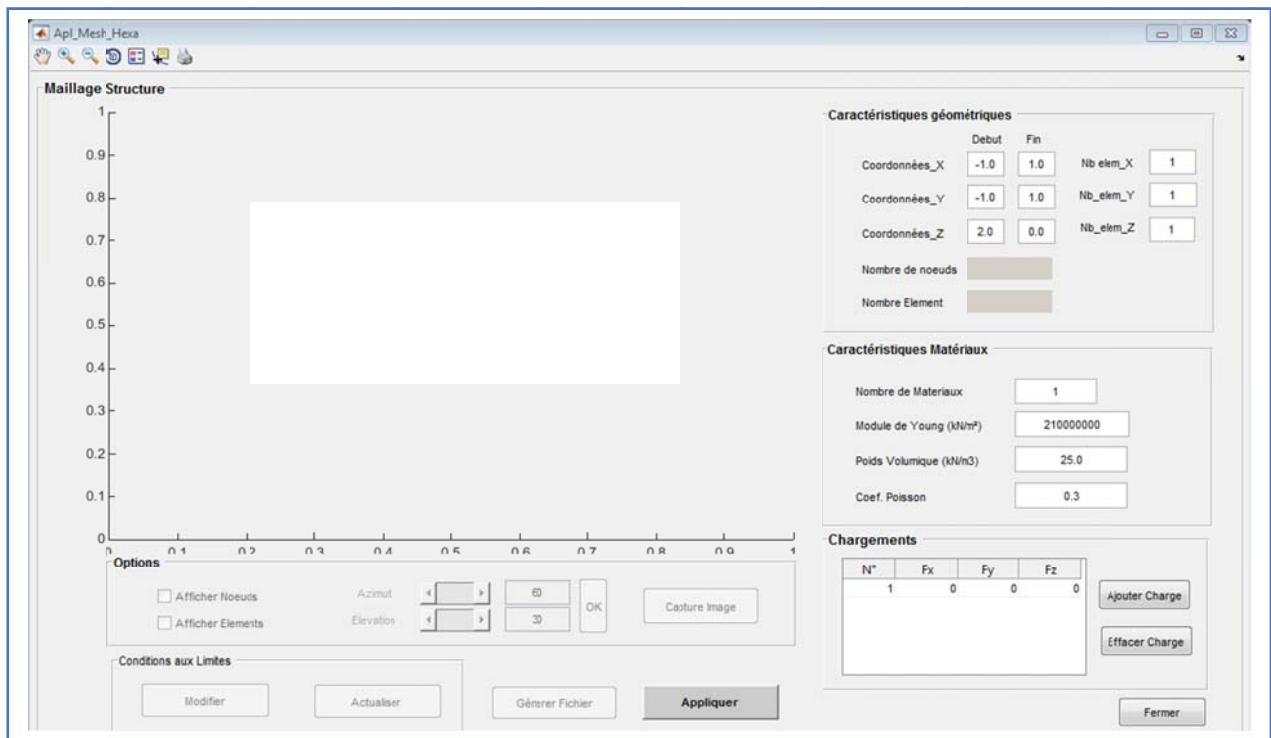 Apl_Mesh_Hexa
Maillage Structure
1
0.9
0.8
0.7
0.6
0.5
0.4
0.3
0.2
0.1
0
0 0.1 0.2 0.3 0.4 0.5 0.6 0.7 0.8 0.9 1
Caractéristiques géométriques
Debut Fin
Coordonnées_X -1.0 1.0 Nb elem_X 1
Coordonnées_Y -1.0 1.0 Nb_elem_Y 1
Coordonnées_Z 2.0 0.0 Nb_elem_Z 1
Nombre de noeuds
Nombre Element
Caractéristiques Matériaux
Nombre de Materiaux 1
Module de Young (kN/m²) 210000000
Poids Volumique (kN/m3) 25.0
Coef. Poisson 0.3
Chargements
N° Fx Fy Fz
1 0 0 0
Ajouter Charge
Effacer Charge
Options
Afficher Noeuds
Afficher Elements
Azimut 60
Elevation 30
OK
Capture Image
Conditions aux Limites
Modifier
Actualiser
Générer Fichier
Appliquer
Fermer